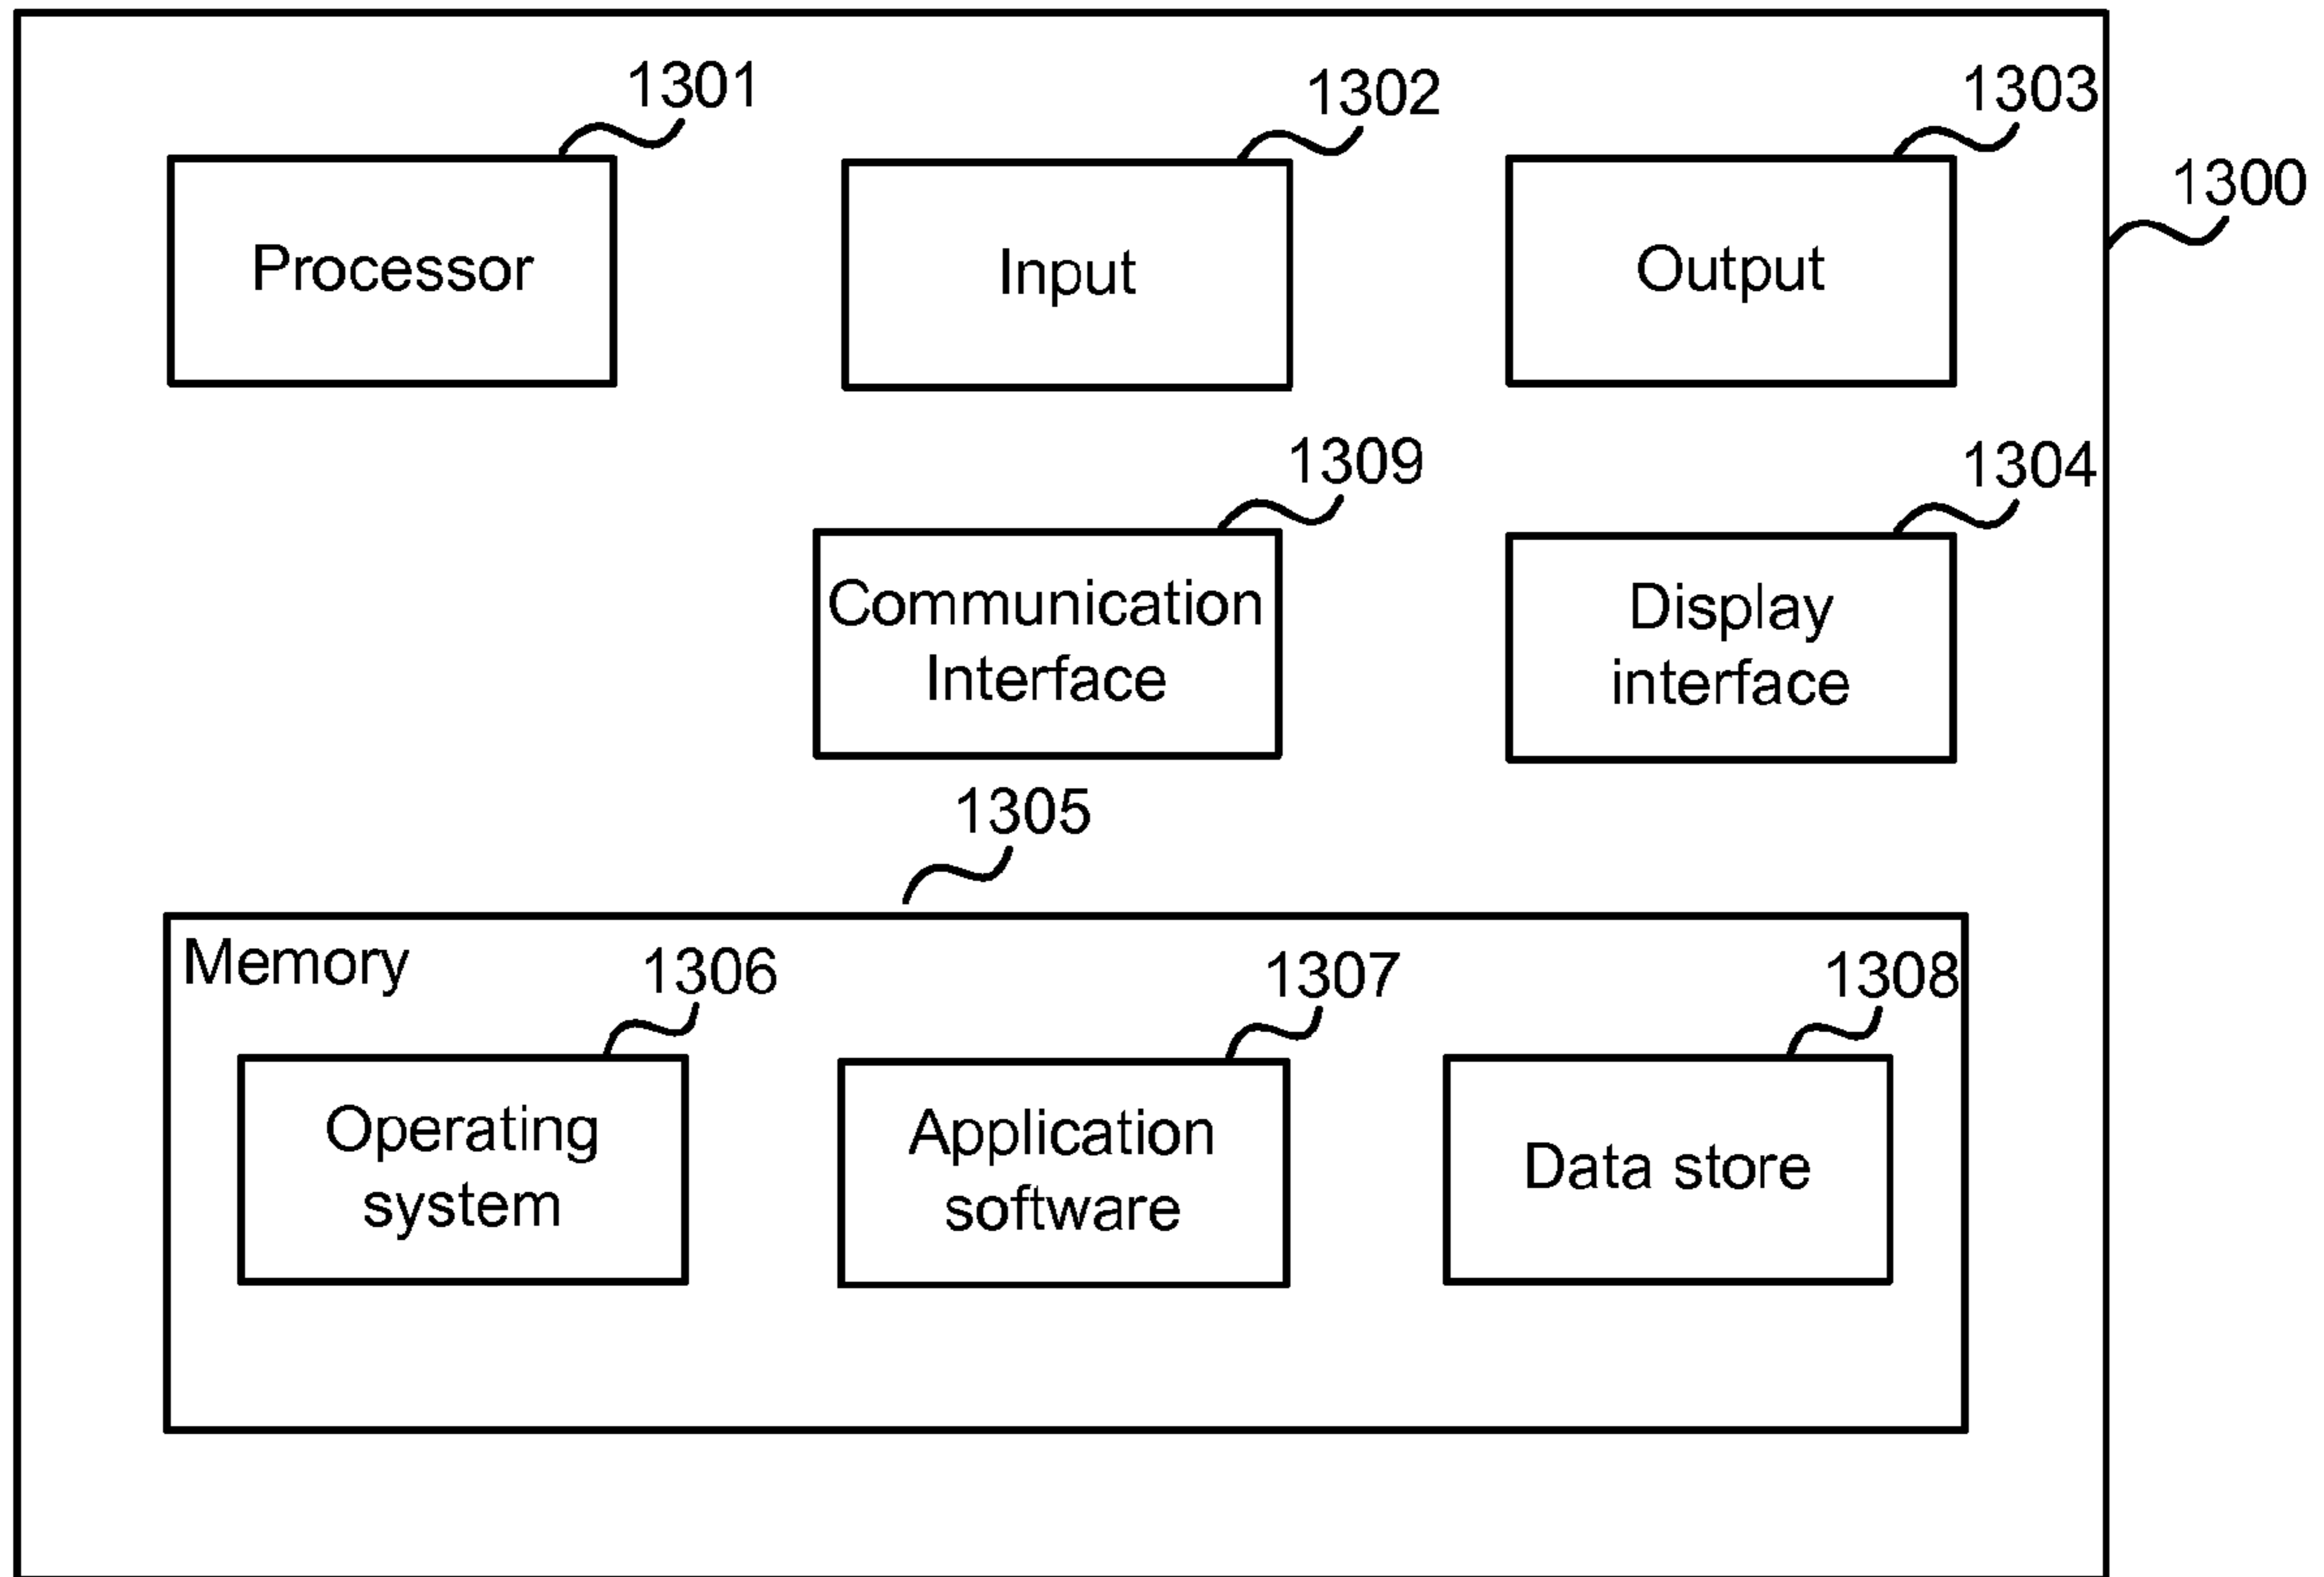 1301
1302
1303
1300
Processor
Input
Output
1309
1304
Communication
Interface
Display
interface
1305
Memory
1306
1307
1308
Operating
system
Application
software
Data store